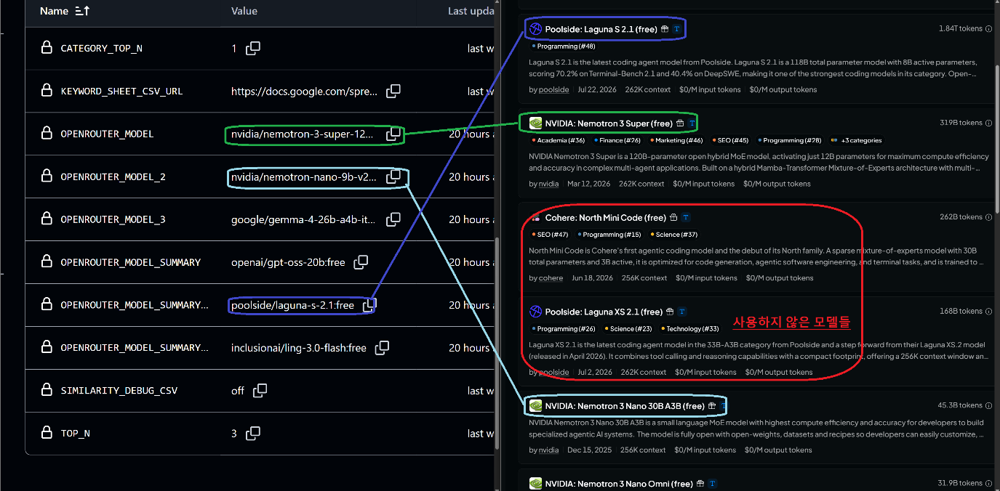 Name
Value
Last upda
CATEGORY_TOP_N
1
last w
KEYWORD_SHEET_CSV_URL
https://docs.google.com/spre...
last w
OPENROUTER_MODEL
nvidia/nemotron-3-super-12...
20 hours a
OPENROUTER_MODEL_2
nvidia/nemotron-nano-9b-v2...
20 hours a
OPENROUTER_MODEL_3
google/gemma-4-26b-a4b-it...
20 hours a
OPENROUTER_MODEL_SUMMARY
openai/gpt-oss-20b:free
20 hours a
OPENROUTER_MODEL_SUMMARY...
poolside/laguna-s-2.1:free
20 hours a
OPENROUTER_MODEL_SUMMARY...
inclusionai/ling-3.0-flash:free
20 hours a
SIMILARITY_DEBUG_CSV
off
last w
TOP_N
3
last w
Poolside: Laguna S 2.1 (free)
1.84T tokens
Programming (#48)
Laguna S 2.1 is the latest coding agent model from Poolside. Laguna S 2.1 is a 118B total parameter model with 8B active parameters,
scoring 70.2% on Terminal-Bench 2.1 and 40.4% on DeepSWE, making it one of the strongest coding models in its category. Open-...
by poolside Jul 22, 2026 262K context $0/M input tokens $0/M output tokens
NVIDIA: Nemotron 3 Super (free)
319B tokens
Academia (#36) Finance (#26) Marketing (#46) SEO (#45) Programming (#28) +3 categories
NVIDIA Nemotron 3 Super is a 120B-parameter open hybrid MoE model, activating just 12B parameters for maximum compute efficiency
and accuracy in complex multi-agent applications. Built on a hybrid Mamba-Transformer Mixture-of-Experts architecture with multi-...
by nvidia Mar 12, 2026 262K context $0/M input tokens $0/M output tokens
Cohere: North Mini Code (free)
262B tokens
SEO (#47) Programming (#15) Science (#37)
North Mini Code is Cohere's first agentic coding model and the debut of its North family. A sparse mixture-of-experts model with 30B
total parameters and 3B active, it is optimized for code generation, agentic software engineering, and terminal tasks, and is trained to ...
by cohere Jun 18, 2026 256K context $0/M input tokens $0/M output tokens
Poolside: Laguna XS 2.1 (free)
168B tokens
사용하지 않은 모델들
Programming (#26) Science (#23) Technology (#33)
Laguna XS 2.1 is the latest coding agent model in the 33B-A3B category from Poolside and a step forward from their Laguna XS.2 model
(released in April 2026). It combines tool calling and reasoning capabilities with a compact footprint, offering a 256K context window an...
by poolside Jul 2, 2026 262K context $0/M input tokens $0/M output tokens
NVIDIA: Nemotron 3 Nano 30B A3B (free)
45.3B tokens
NVIDIA Nemotron 3 Nano 30B A3B is a small language MoE model with highest compute efficiency and accuracy for developers to build
specialized agentic AI systems. The model is fully open with open-weights, datasets and recipes so developers can easily customize, ...
by nvidia Dec 15, 2025 256K context $0/M input tokens $0/M output tokens
NVIDIA: Nemotron 3 Nano Omni (free)
31.9B tokens